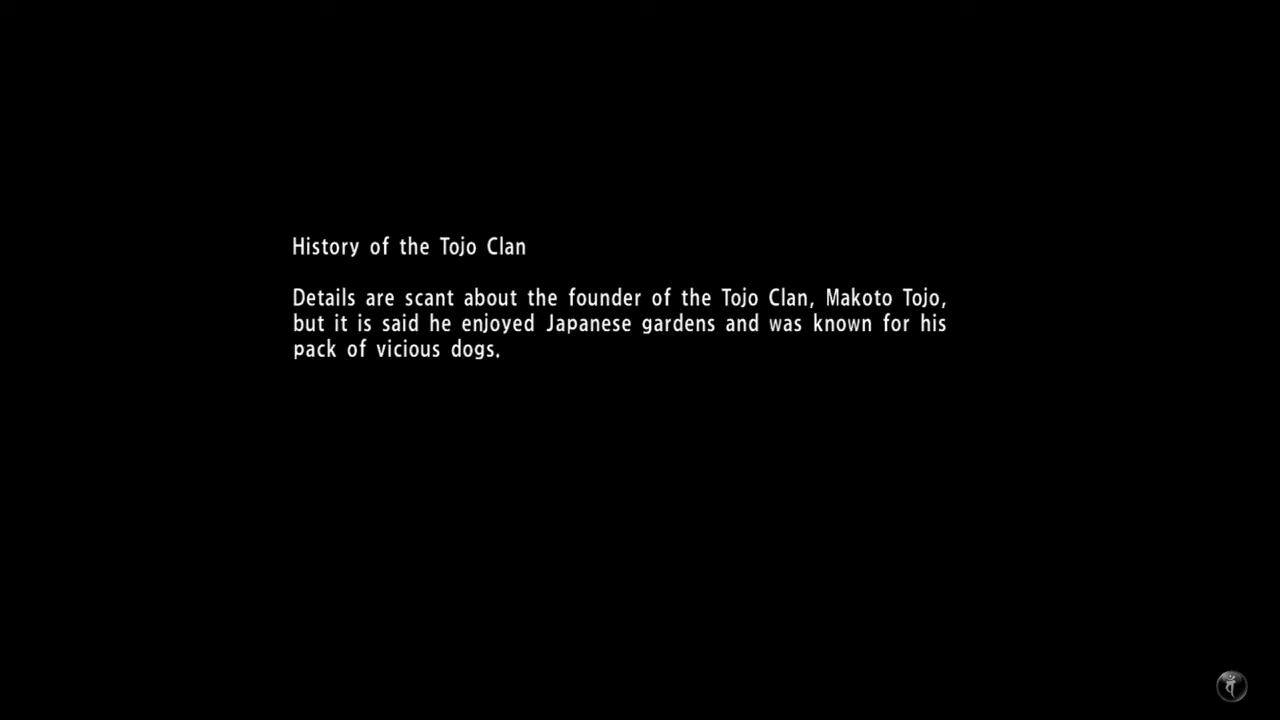 History of the Tojo Clan
Details are scant about the founder of the Tojo Clan, Makoto Tojo,
but it is said he enjoyed Japanese gardens and was known for his
pack of vicious dogs.